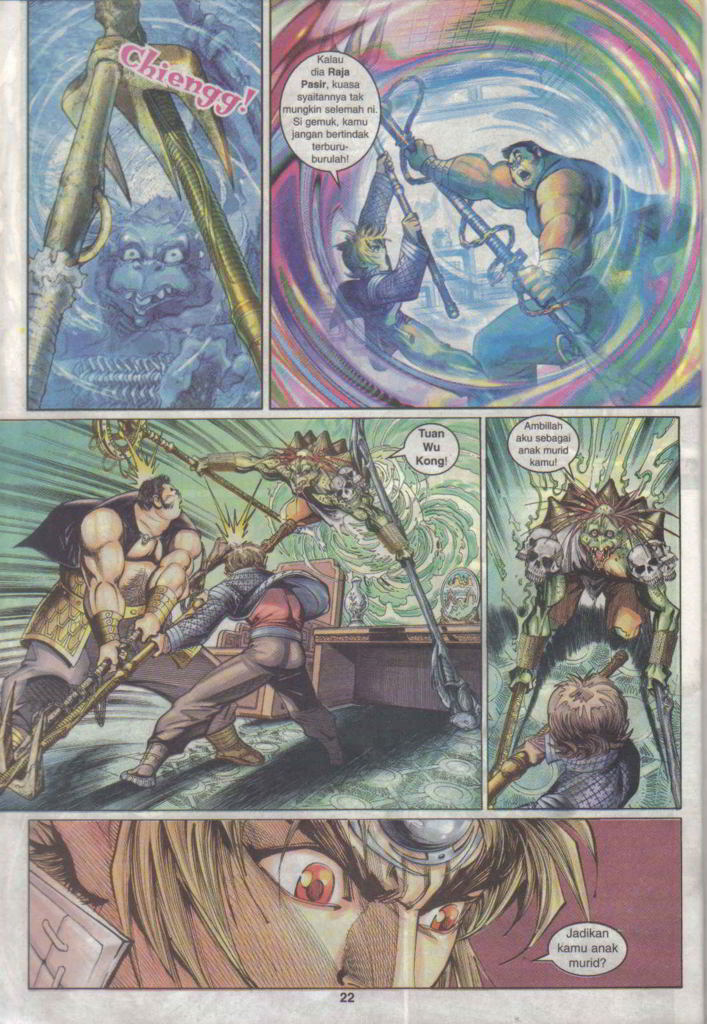 Chiengg!
Kalau
dia Raja
Pasir, kuasa
syaitannya tak
mungkin selemah ni.
Si gemuk, kamu
jangan bertindak
terburu-
burulah!
Tuan
Wu
Kong!
Ambillah
aku sebagai
anak murid
kamu!
Jadikan
kamu anak
murid?
22